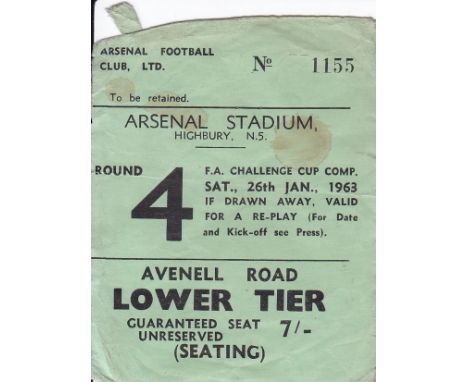 ARSENAL FOOTBALL
CLUB, LTD.
Nº 1155
To be retained.
ARSENAL STADIUM,
HIGHBURY, N.5.
ROUND
4
F.A. CHALLENGE CUP COMP.
SAT., 26th JAN., 1963
IF DRAWN AWAY, VALID
FOR A RE-PLAY (For Date
and Kick-off see Press).
AVENELL ROAD
LOWER TIER
GUARANTEED SEAT 7/-
UNRESERVED
(SEATING)